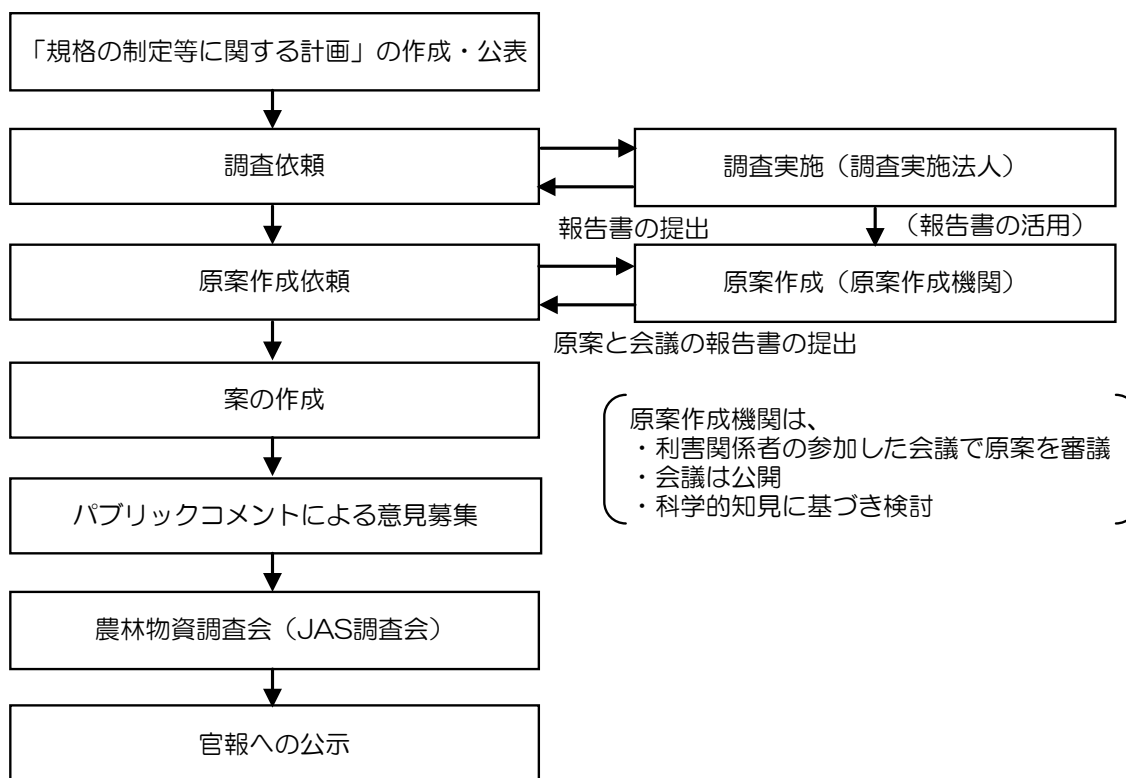 「規格の制定等に関する計画」の作成・公表
調査依頼
調査実施（調査実施法人）
報告書の提出
（報告書の活用）
原案作成依頼
原案作成（原案作成機関）
原案と会議の報告書の提出
案の作成
原案作成機関は、
・利害関係者の参加した会議で原案を審議
・会議は公開
・科学的知見に基づき検討
パブリックコメントによる意見募集
農林物資調査会（JAS調査会）
官報への公示